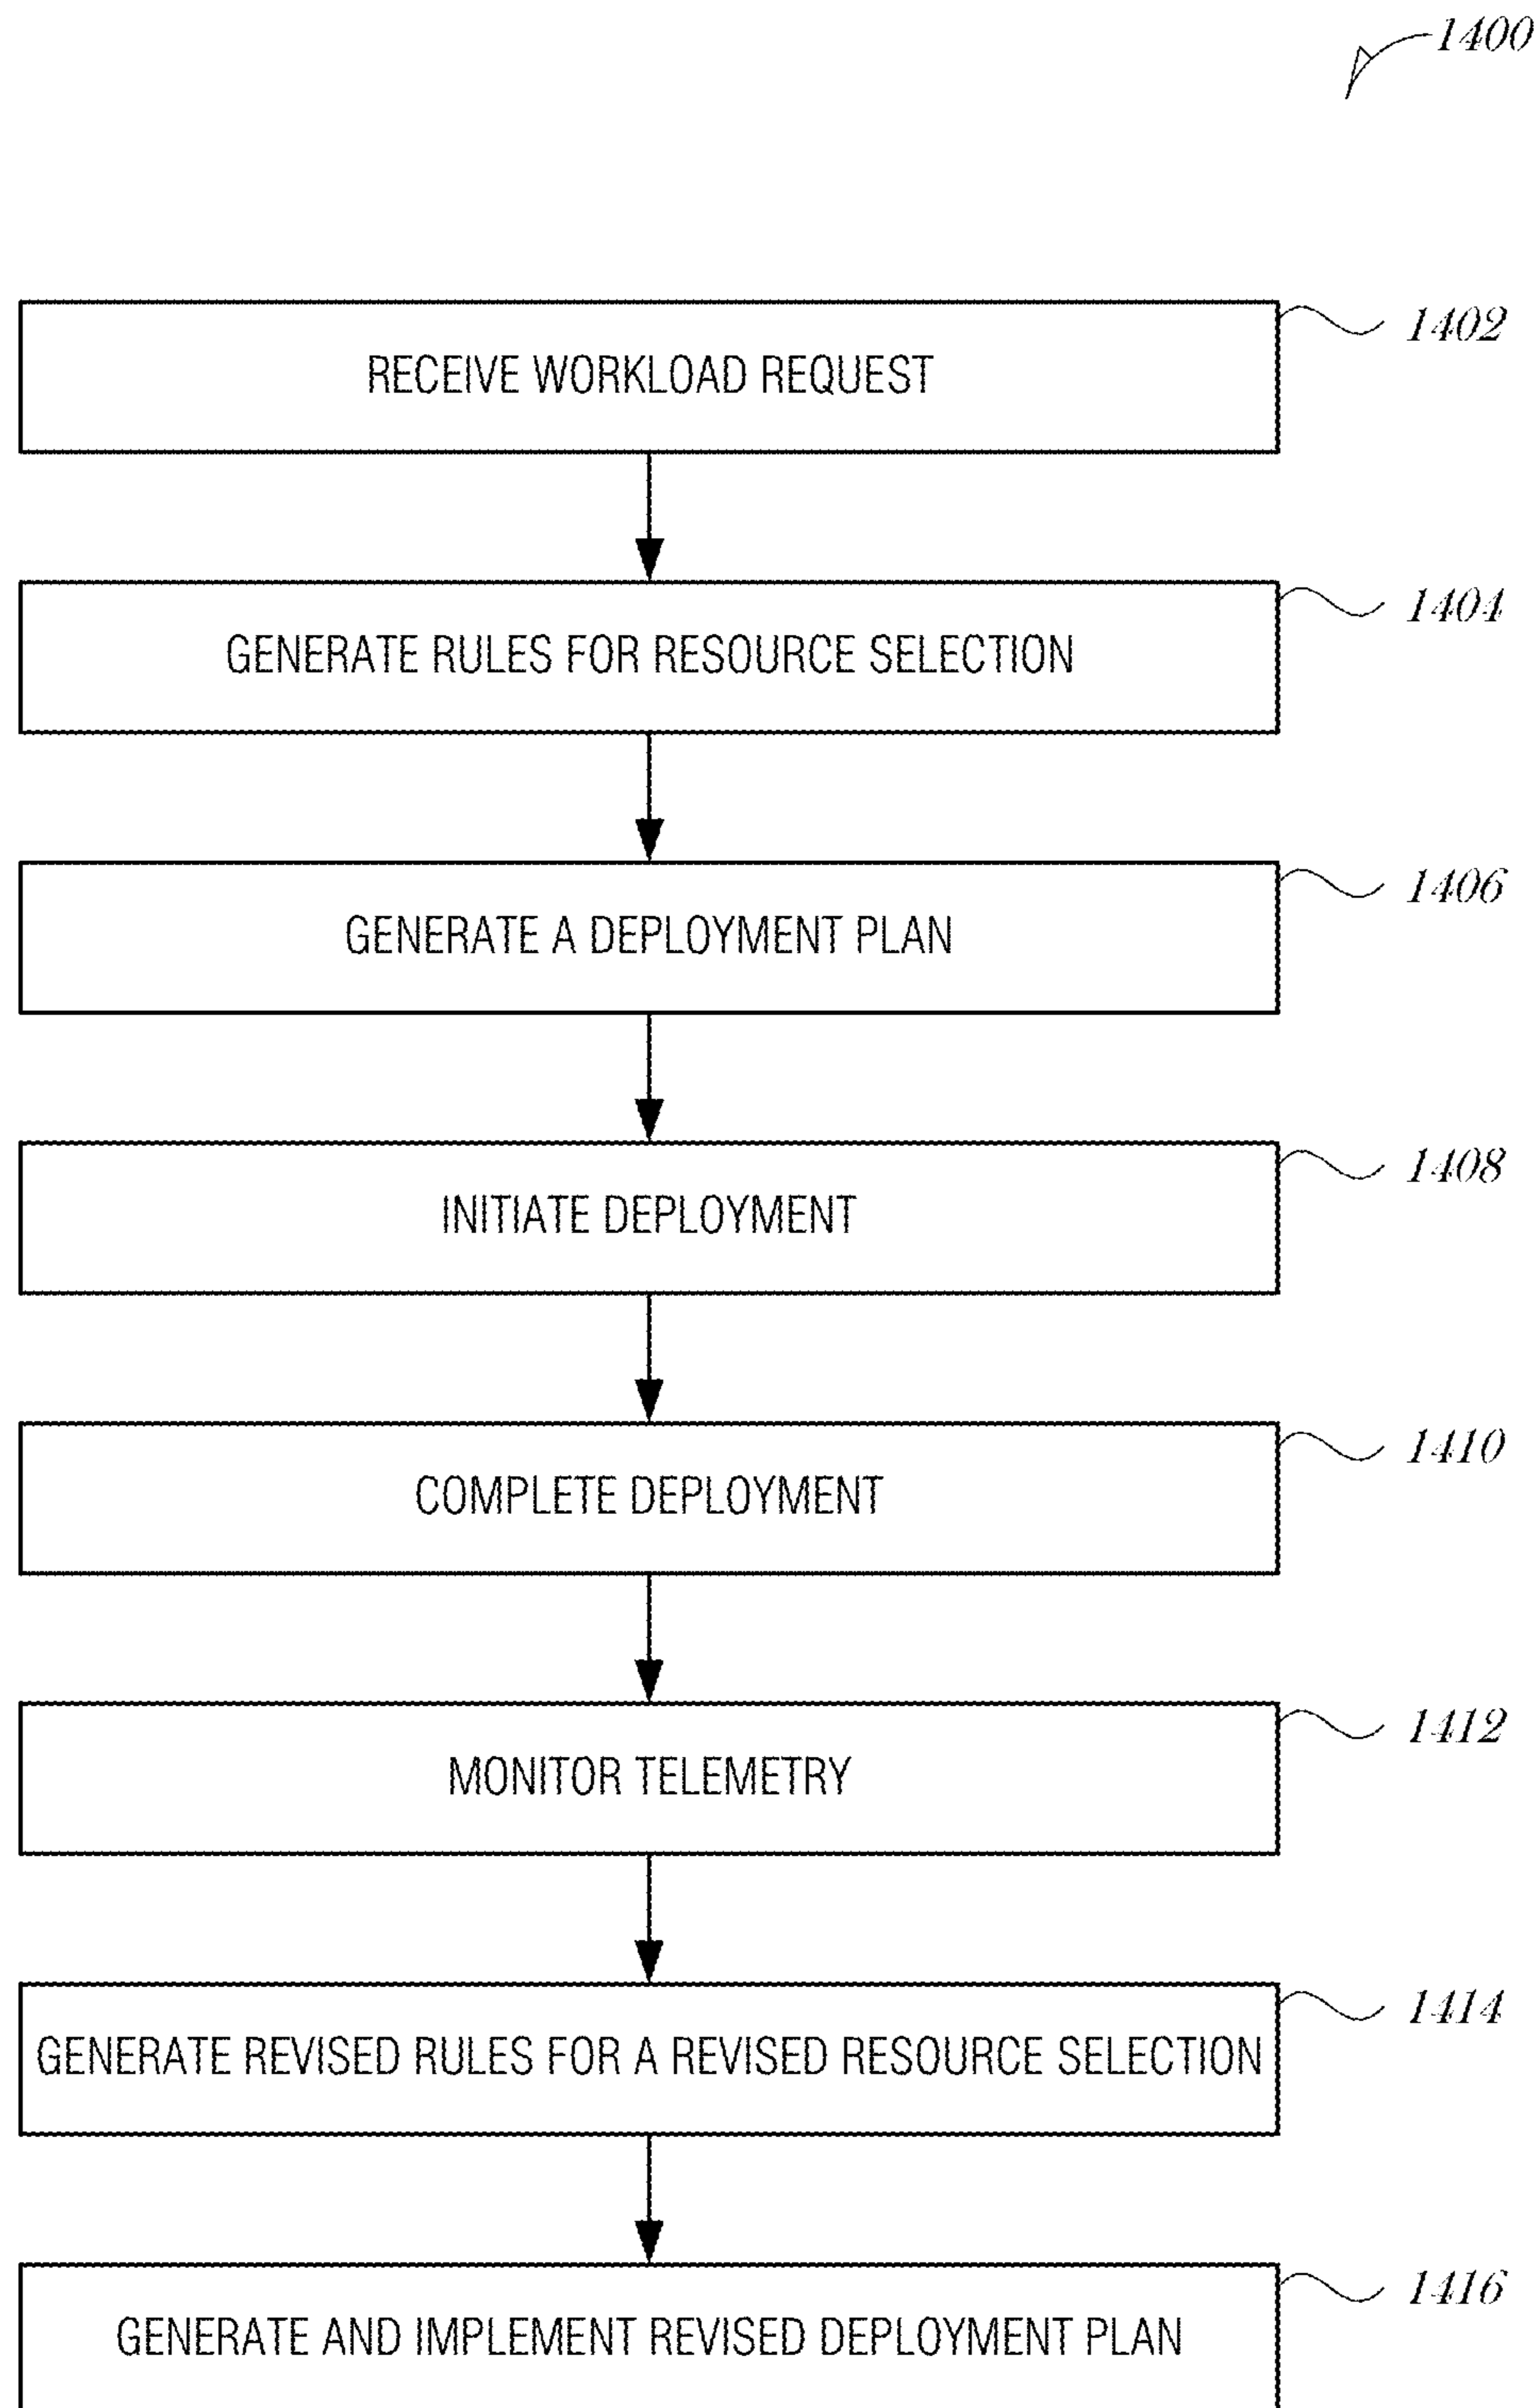 1400
RECEIVE WORKLOAD REQUEST
1402
GENERATE RULES FOR RESOURCE SELECTION
1404
GENERATE A DEPLOYMENT PLAN
1406
INITIATE DEPLOYMENT
1408
COMPLETE DEPLOYMENT
1410
MONITOR TELEMETRY
1412
GENERATE REVISED RULES FOR A REVISED RESOURCE SELECTION
1414
GENERATE AND IMPLEMENT REVISED DEPLOYMENT PLAN
1416